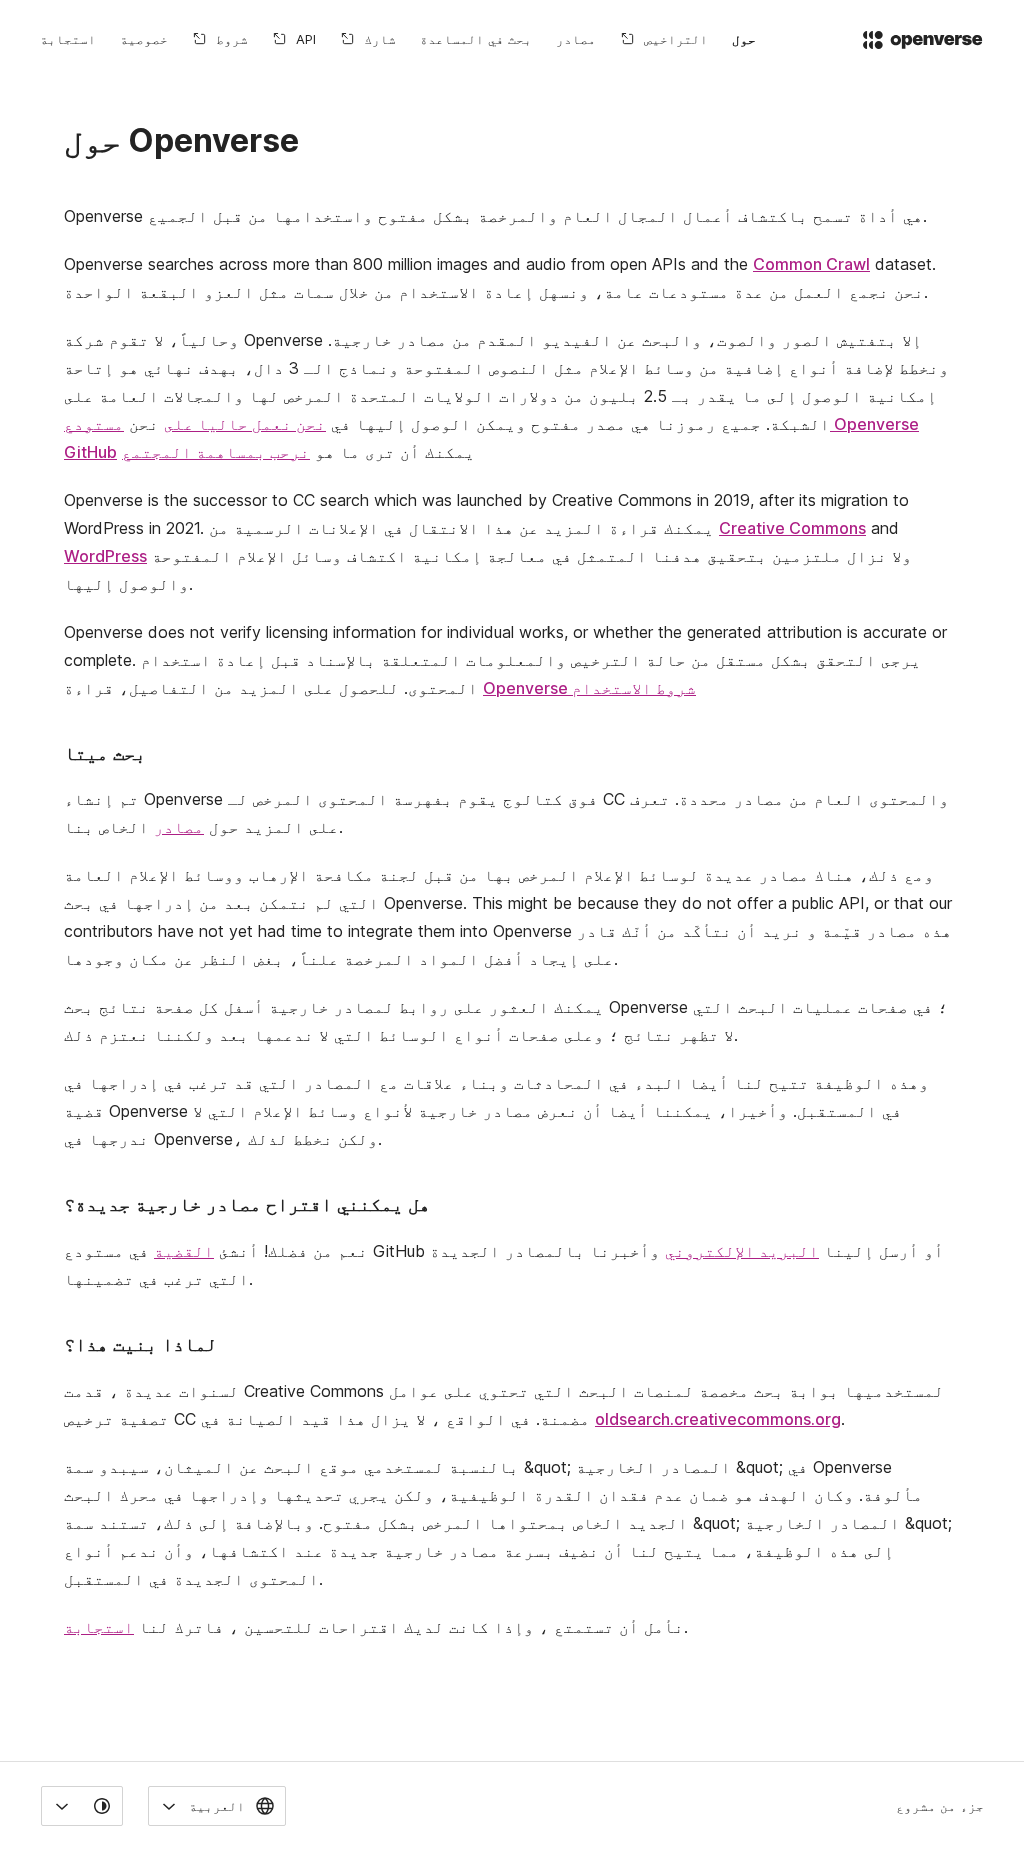 openverse
حول
التراخيص
مصادر
بحث في المساعدة
شارك
API
شروط
خصوصية
استجابة
حول Openverse
Openverse هي أداة تسمح باكتشاف أعمال المجال العام والمرخصة بشكل مفتوح واستخدامها من قبل الجميع.
Openverse searches across more than 800 million images and audio from open APIs and the Common Crawl dataset.
نحن نجمع العمل من عدة مستودعات عامة، ونسهل إعادة الاستخدام من خلال سمات مثل العزو البقعة الواحدة.
وحالياً، لا تقوم شركة Openverse إلا بتفتيش الصور والصوت، والبحث عن الفيديو المقدم من مصادر خارجية.
ونخطط لإضافة أنواع إضافية من وسائط الإعلام مثل النصوص المفتوحة ونماذج الـ 3 دال، بهدف نهائي هو إتاحة
إمكانية الوصول إلى ما يقدر بـ 2.5 بليون من دولارات الولايات المتحدة المرخص لها والمجالات العامة على
الشبكة. جميع رموزنا هي مصدر مفتوح ويمكن الوصول إليها في نحن نعمل حاليا على نحن مستودع Openverse
GitHub نرحب بمساهمة المجتمع يمكنك أن ترى ما هو
Openverse is the successor to CC search which was launched by Creative Commons in 2019, after its migration to
WordPress in 2021. يمكنك قراءة المزيد عن هذا الانتقال في الإعلانات الرسمية من Creative Commons and
WordPress ولا نزال ملتزمين بتحقيق هدفنا المتمثل في معالجة إمكانية اكتشاف وسائل الإعلام المفتوحة
والوصول إليها.
Openverse does not verify licensing information for individual works, or whether the generated attribution is accurate or
complete. يرجى التحقق بشكل مستقل من حالة الترخيص والمعلومات المتعلقة بالإسناد قبل إعادة استخدام
المحتوى. للحصول على المزيد من التفاصيل، قراءة Openverse شروط الاستخدام
بحث ميتا
تم إنشاء Openverse فوق كتالوج يقوم بفهرسة المحتوى المرخص لـ CC والمحتوى العام من مصادر محددة. تعرف
على المزيد حول مصادر الخاص بنا.
ومع ذلك، هناك مصادر عديدة لوسائط الإعلام المرخص بها من قبل لجنة مكافحة الإرهاب ووسائط الإعلام العامة
التي لم نتمكن بعد من إدراجها في بحث Openverse. This might be because they do not offer a public API, or that our
contributors have not yet had time to integrate them into Openverse هذه مصادر قيّمة و نريد أن نتأكّد من أنّك قادر
على إيجاد أفضل المواد المرخصة علناً، بغض النظر عن مكان وجودها.
يمكنك العثور على روابط لمصادر خارجية أسفل كل صفحة نتائج بحث Openverse ؛ في صفحات عمليات البحث التي
لا تظهر نتائج ؛ وعلى صفحات أنواع الوسائط التي لا ندعمها بعد ولكننا نعتزم ذلك.
وهذه الوظيفة تتيح لنا أيضا البدء في المحادثات وبناء علاقات مع المصادر التي قد ترغب في إدراجها في
قضية Openverse في المستقبل. وأخيرا، يمكننا أيضا أن نعرض مصادر خارجية لأنواع وسائط الإعلام التي لا
ندرجها في Openverse، ولكن نخطط لذلك.
هل يمكنني اقتراح مصادر خارجية جديدة؟
نعم من فضلك! أنشئ القضية في مستودع GitHub أو أرسل إلينا البريد الإلكتروني وأخبرنا بالمصادر الجديدة
التي ترغب في تضمينها.
لماذا بنيت هذا؟
لسنوات عديدة ، قدمت Creative Commons لمستخدميها بوابة بحث مخصصة لمنصات البحث التي تحتوي على عوامل
تصفية ترخيص CC مضمنة. في الواقع ، لا يزال هذا قيد الصيانة في oldsearch.creativecommons.org.
بالنسبة لمستخدمي موقع البحث عن الميثان، سيبدو سمة &quot; المصادر الخارجية &quot; في Openverse
مألوفة. وكان الهدف هو ضمان عدم فقدان القدرة الوظيفية، ولكن يجري تحديثها وإدراجها في محرك البحث
الجديد الخاص بمحتواها المرخص بشكل مفتوح. وبالإضافة إلى ذلك، تستند سمة &quot; المصادر الخارجية &quot;
إلى هذه الوظيفة، مما يتيح لنا أن نضيف بسرعة مصادر خارجية جديدة عند اكتشافها، وأن ندعم أنواع
المحتوى الجديدة في المستقبل.
نأمل أن تستمتع ، وإذا كانت لديك اقتراحات للتحسين ، فاترك لنا استجابة.
جزء من مشروع
العربية